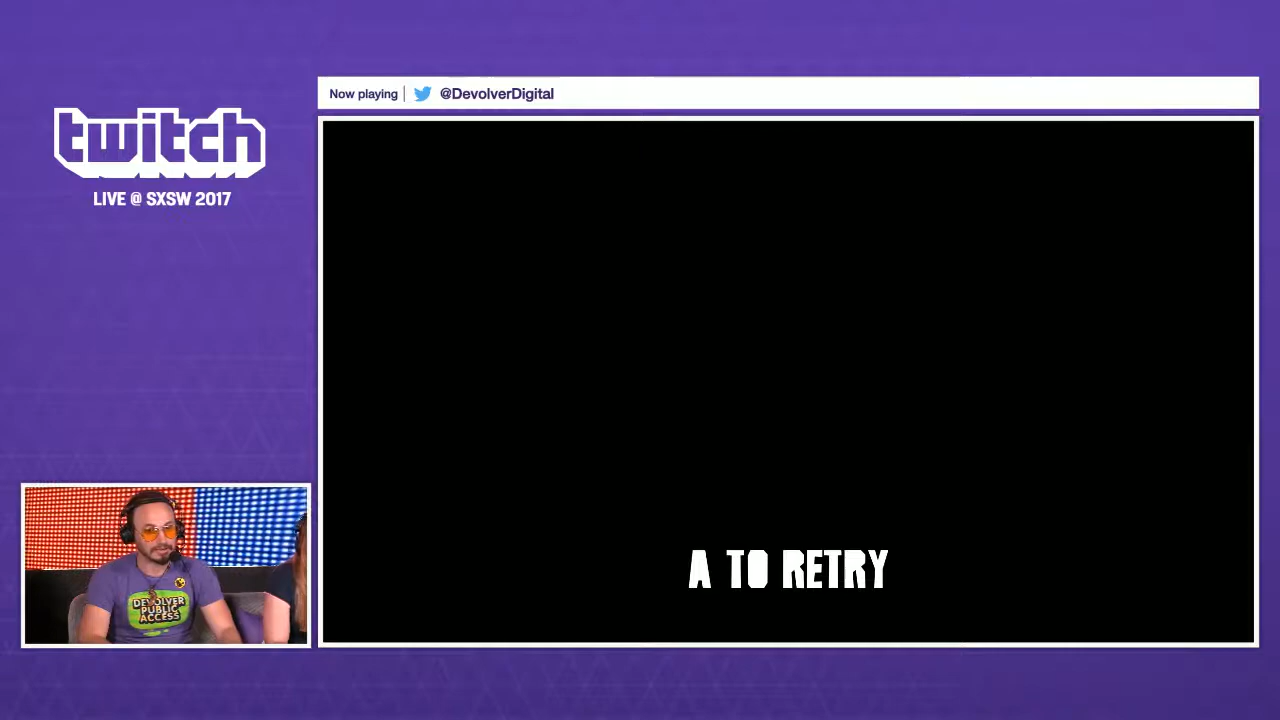 Now playing | @DevolverDigital
twitch
LIVE @ SXSW 2017
DEVOLVER
PUBLIC
ACCESS
A TO RETRY